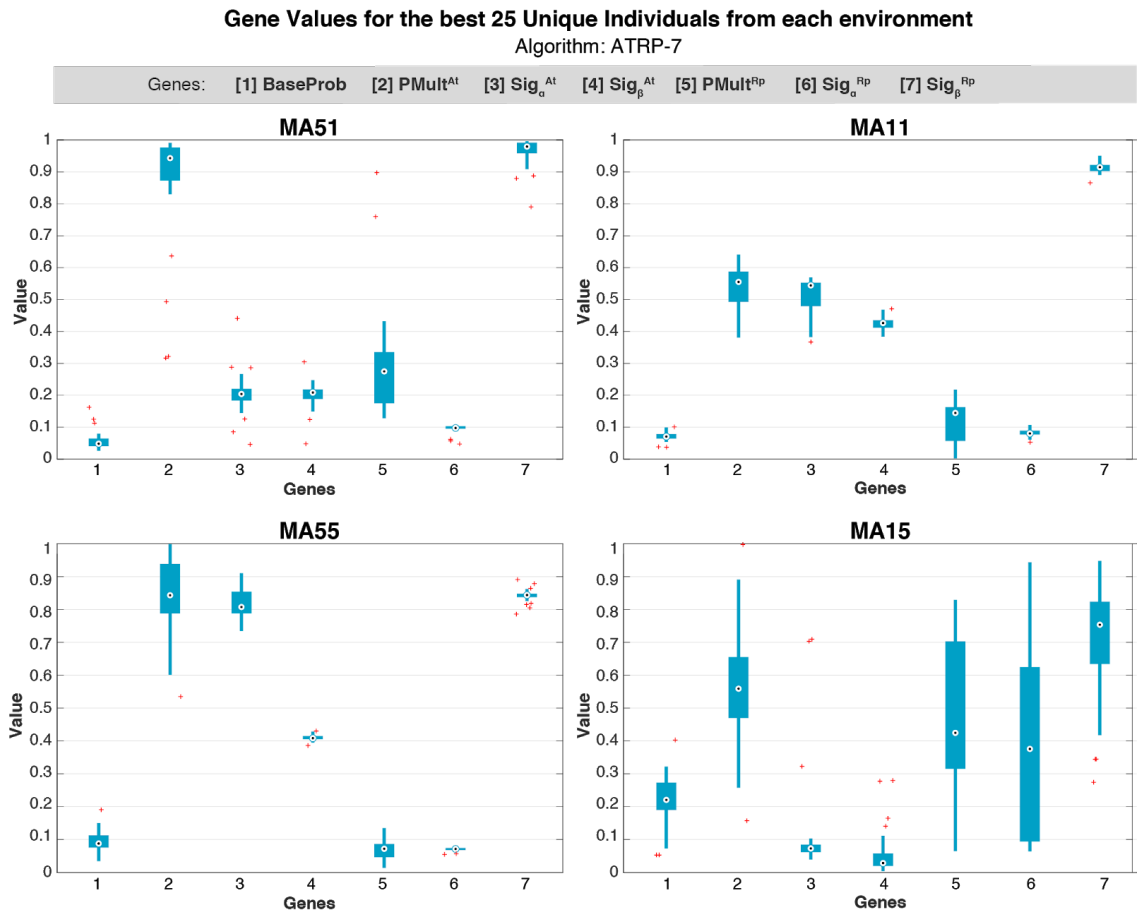 Gene Values for the best 25 Unique Individuals from each environment
Algorithm: ATRP-7
Genes: [1] BaseProb [2] PMult^At [3] Sig_α^At [4] Sig_β^At [5] PMult^Rp [6] Sig_α^Rp [7] Sig_β^Rp
MA51
1
0.9
0.8
0.7
0.6
0.5
0.4
0.3
0.2
0.1
0
Value
1 2 3 4 5 6 7
Genes
MA11
1
0.9
0.8
0.7
0.6
0.5
0.4
0.3
0.2
0.1
0
Value
1 2 3 4 5 6 7
Genes
MA55
1
0.9
0.8
0.7
0.6
0.5
0.4
0.3
0.2
0.1
0
Value
1 2 3 4 5 6 7
Genes
MA15
1
0.9
0.8
0.7
0.6
0.5
0.4
0.3
0.2
0.1
0
Value
1 2 3 4 5 6 7
Genes